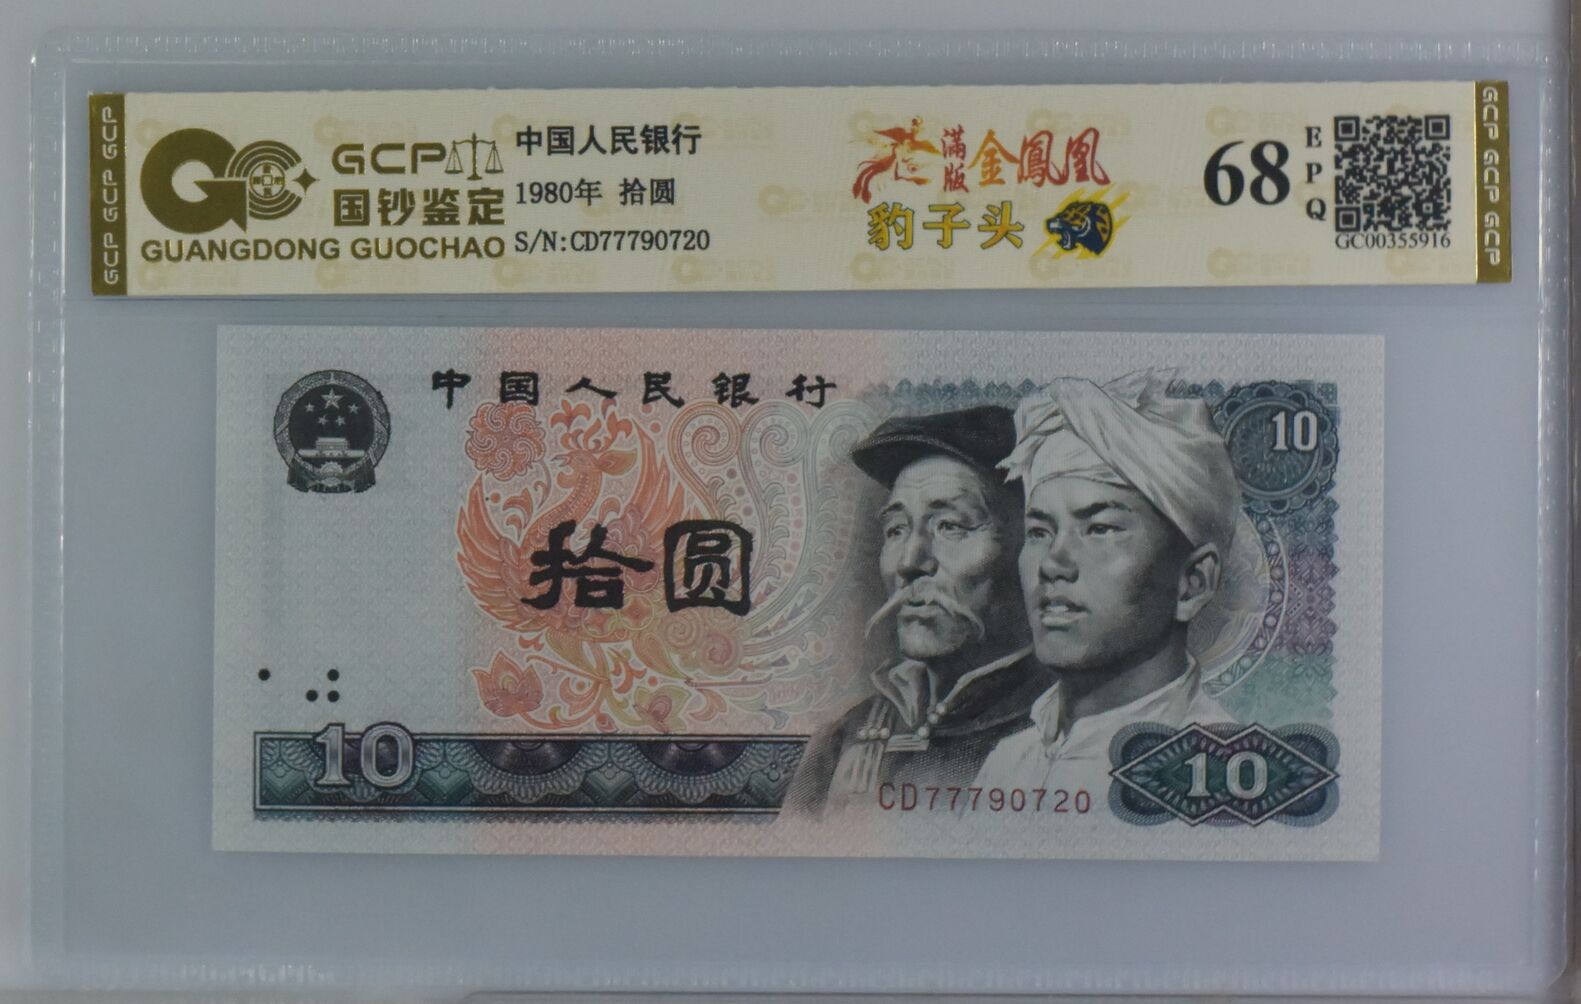 GCP GCP GCP
GCP
国钞鉴定
GUANGDONG GUOCHAO
中国人民银行
1980年 拾圆
S/N:CD77790720
满版金鳳凰
豹子头
68
EPQ
GC00355916
GCP GCP GCP
中国人民银行
10
拾圆
10
CD77790720
10